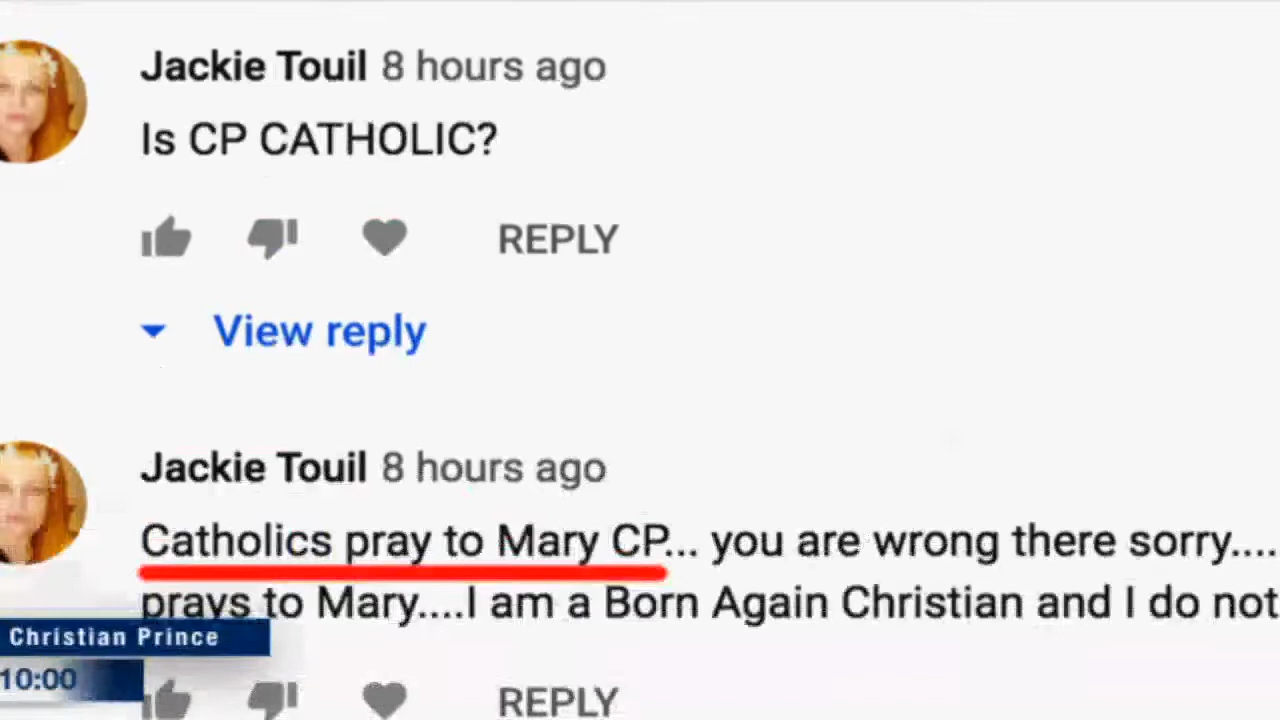 Jackie Touil 8 hours ago
Is CP CATHOLIC?
REPLY
View reply
Jackie Touil 8 hours ago
Catholics pray to Mary CP... you are wrong there sorry....
prays to Mary....I am a Born Again Christian and I do not
Christian Prince
10:00
REPLY